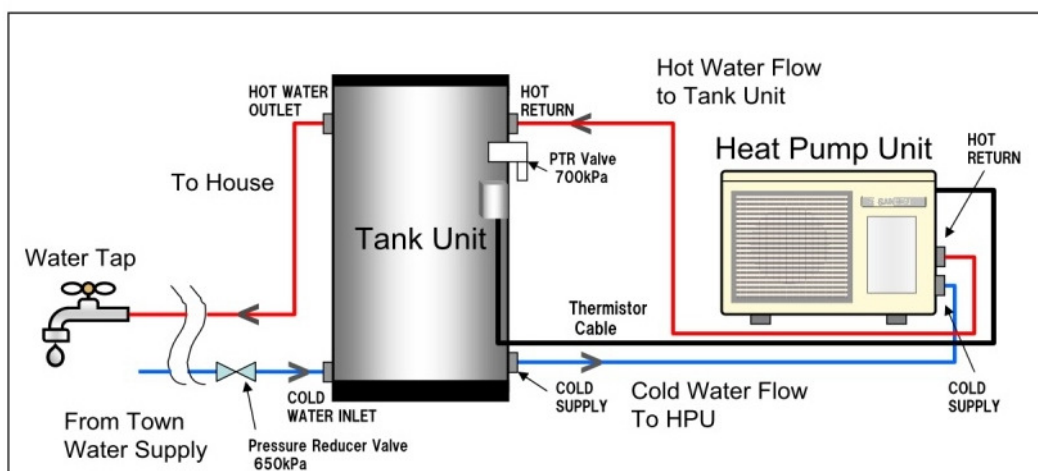 HOT WATER
OUTLET
HOT
RETURN
Hot Water Flow
to Tank Unit
PTR Valve
700kPa
Heat Pump Unit
HOT
RETURN
To House
Tank Unit
Water Tap
Thermistor
Cable
COLD
WATER INLET
COLD
SUPPLY
Cold Water Flow
To HPU
COLD
SUPPLY
From Town
Water Supply
Pressure Reducer Valve
650kPa